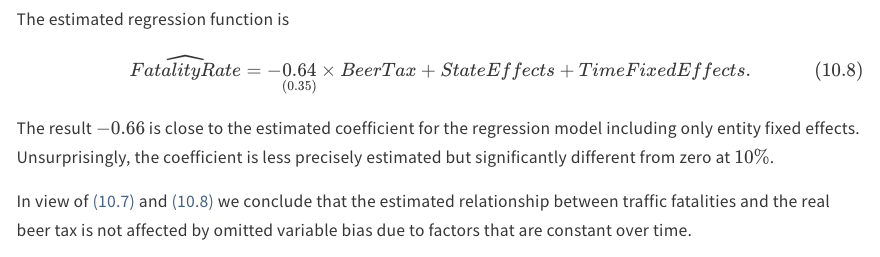 The estimated regression function is
FatalityRate = −0.64 × BeerTax + StateEffects + TimeFixedEffects. (10.8)
(0.35)
The result −0.66 is close to the estimated coefficient for the regression model including only entity fixed effects.
Unsurprisingly, the coefficient is less precisely estimated but significantly different from zero at 10%.
In view of (10.7) and (10.8) we conclude that the estimated relationship between traffic fatalities and the real
beer tax is not affected by omitted variable bias due to factors that are constant over time.